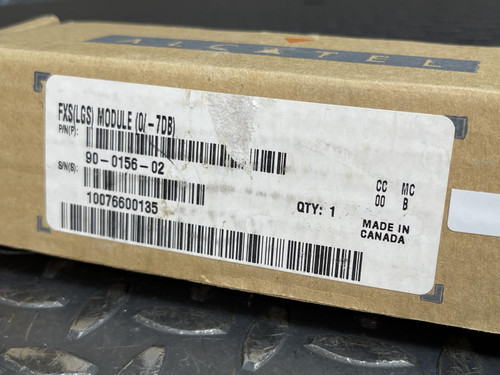 ALCATEL
FXS(LGS) MODULE (0/-7DB)
P/N(P):
90-0156-02
S/N(S):
10076600135
QTY: 1
CC MC
00 B
MADE IN
CANADA